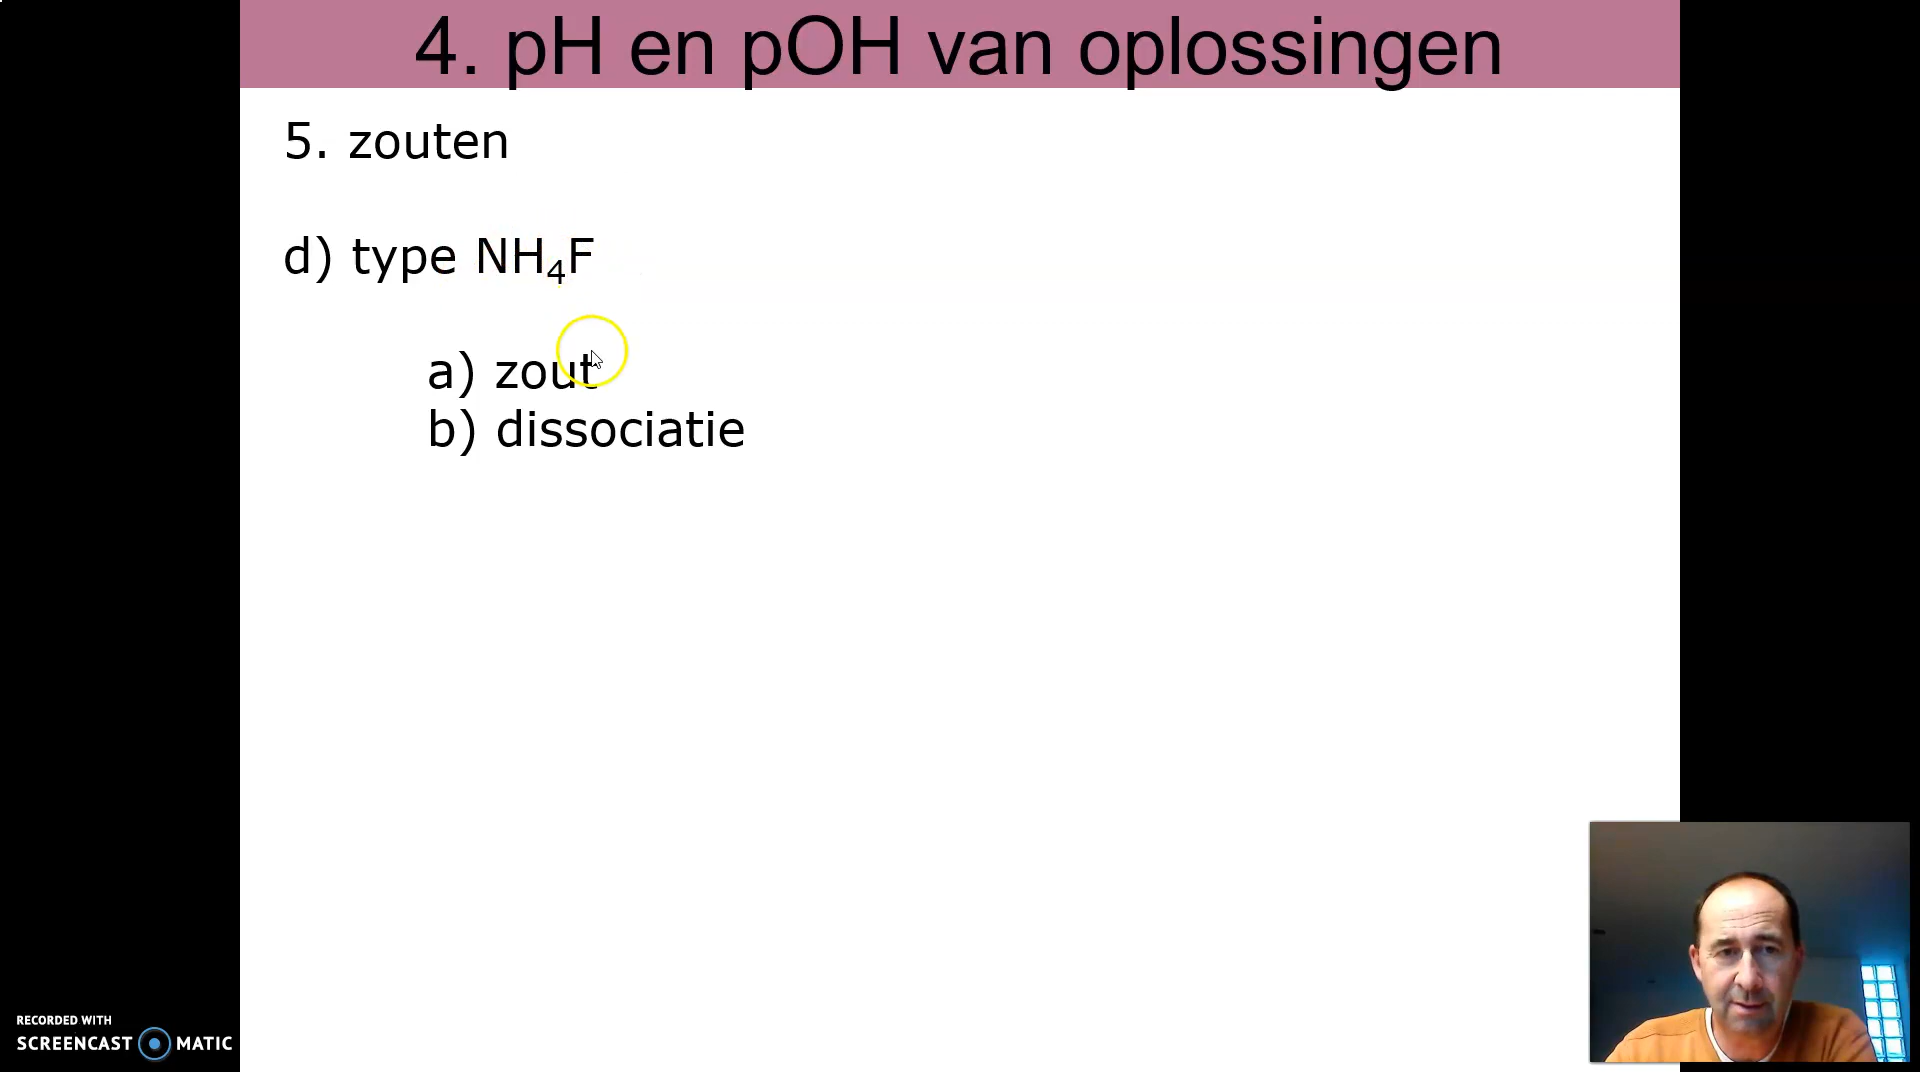 4. pH en pOH van oplossingen
5. zouten
d) type NH₄F
a) zout
b) dissociatie
RECORDED WITH
SCREENCAST MATIC